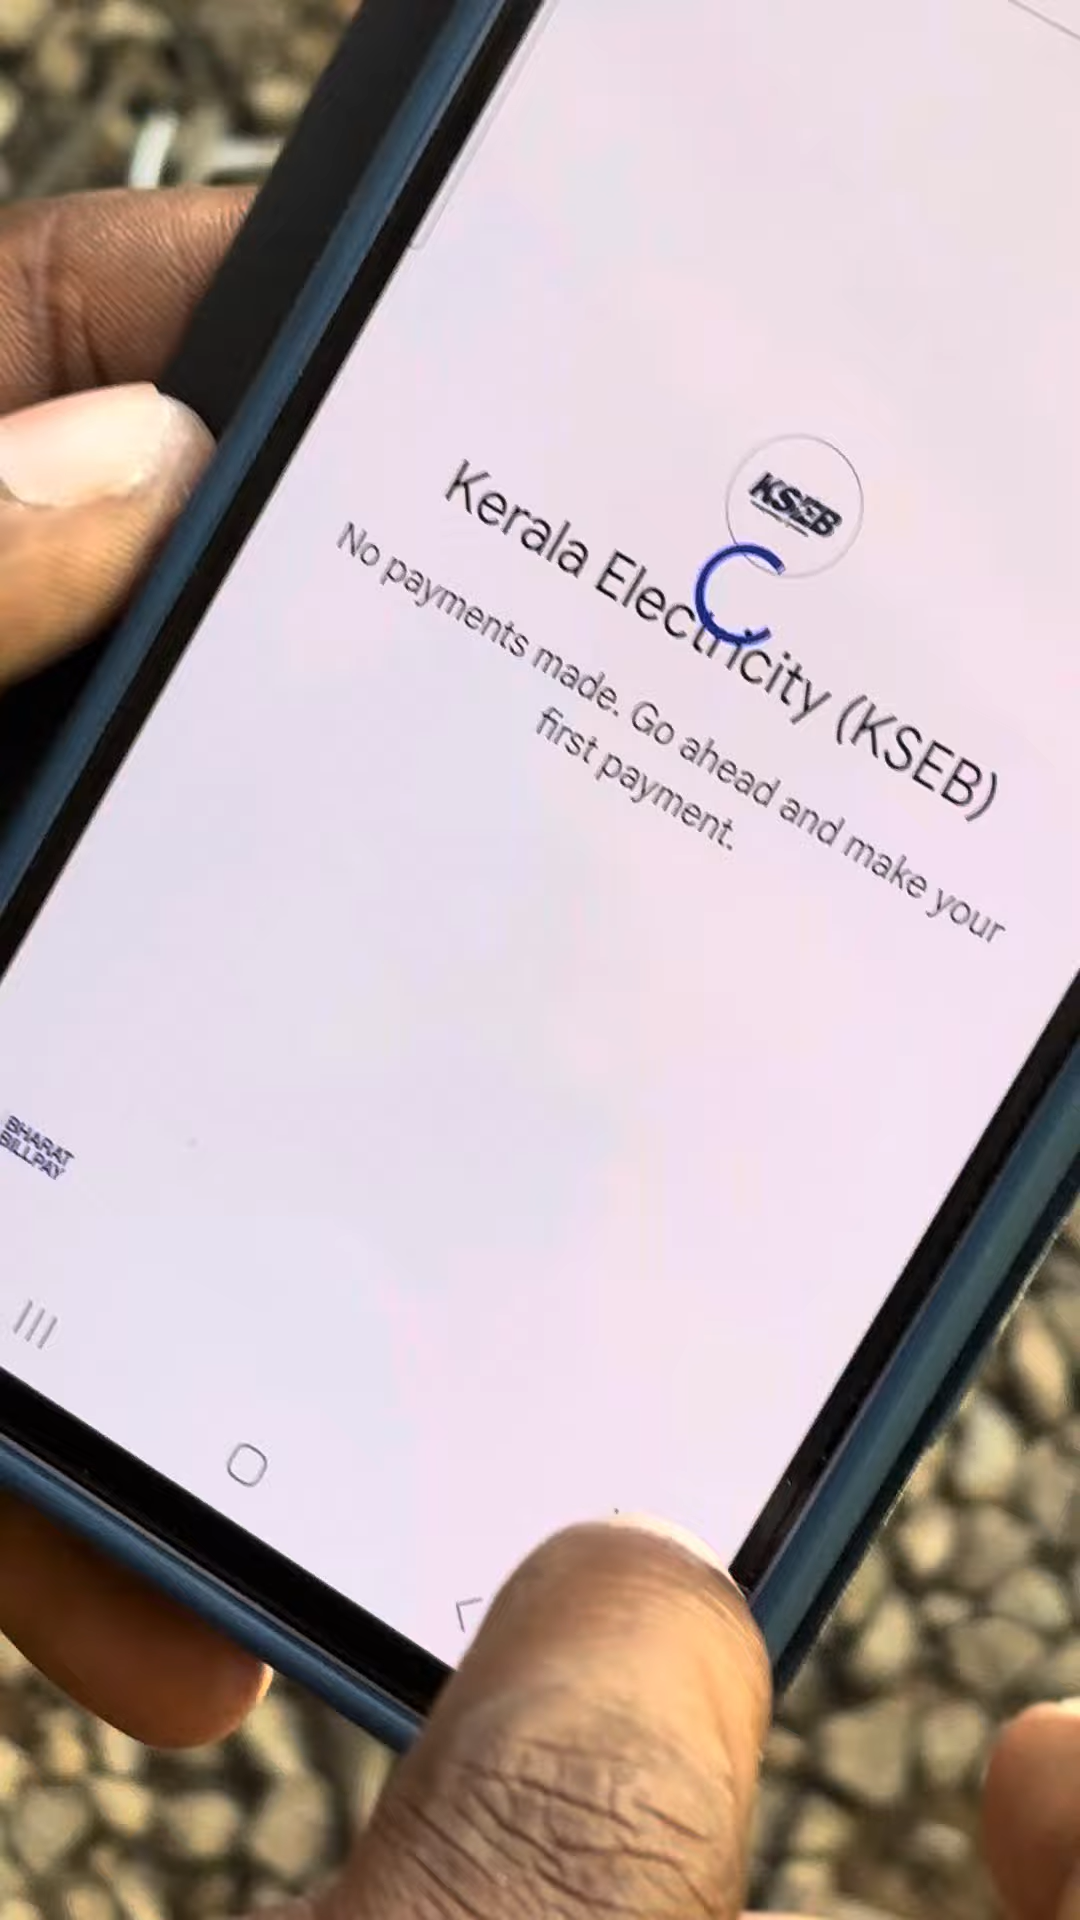 KSEB
Kerala Electricity (KSEB)
No payments made. Go ahead and make your
first payment.
BHARAT
BILLPAY